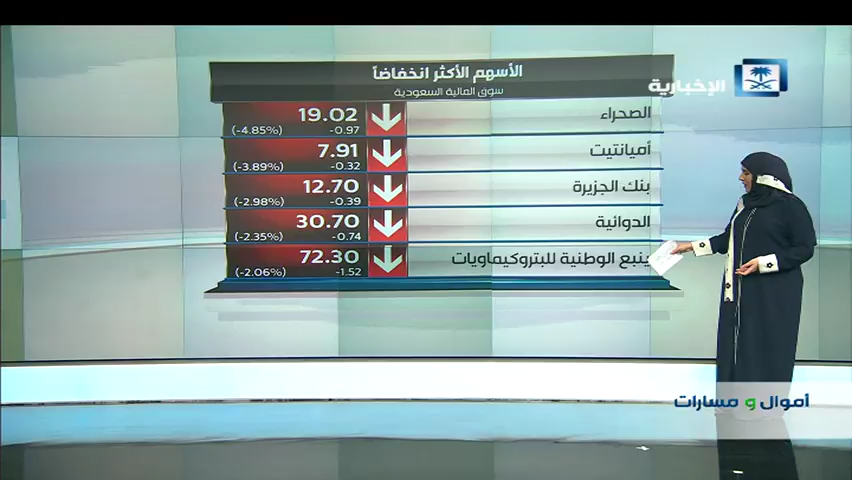 الأسهم الأكثر انخفاضاً
سوق المالية السعودية
الإخبارية
الصحراء 19.02
-0.97 (-4.85%)
أميانتيت 7.91
-0.32 (-3.89%)
بنك الجزيرة 12.70
-0.39 (-2.98%)
الدوائية 30.70
-0.74 (-2.35%)
ينبع الوطنية للبتروكيماويات 72.30
-1.52 (-2.06%)
أموال و مسارات